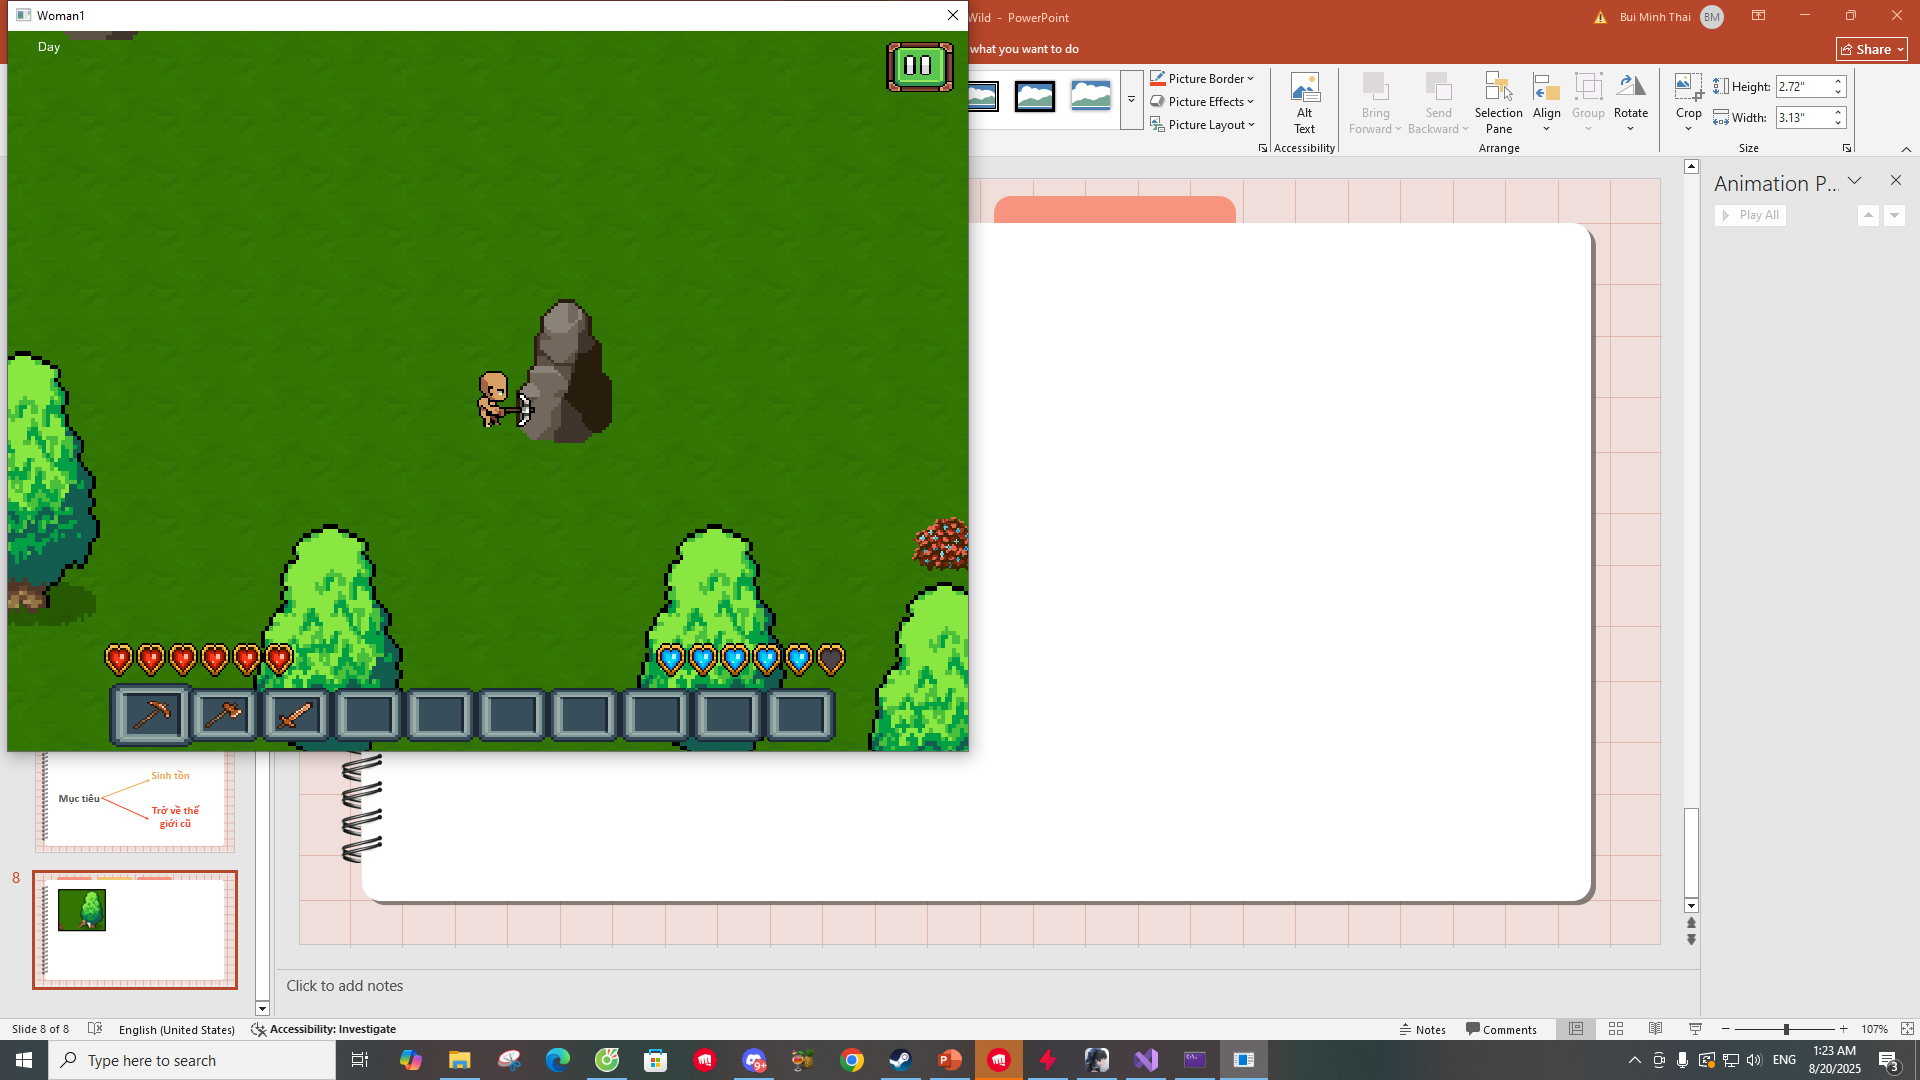 Woman1
Day
Wild - PowerPoint
Bui Minh Thai
BM
what you want to do
Share
Picture Border
Picture Effects
Picture Layout
Alt
Text
Accessibility
Bring
Forward
Send
Backward
Selection
Pane
Align
Group
Rotate
Arrange
Crop
Height:
2.72"
Width:
3.13"
Size
Animation P...
Play All
Sinh tồn
Mục tiêu
Trở về thế
giới cũ
8
Click to add notes
Slide 8 of 8
English (United States)
Accessibility: Investigate
Notes
Comments
107%
Type here to search
9+
ENG
1:23 AM
8/20/2025
3